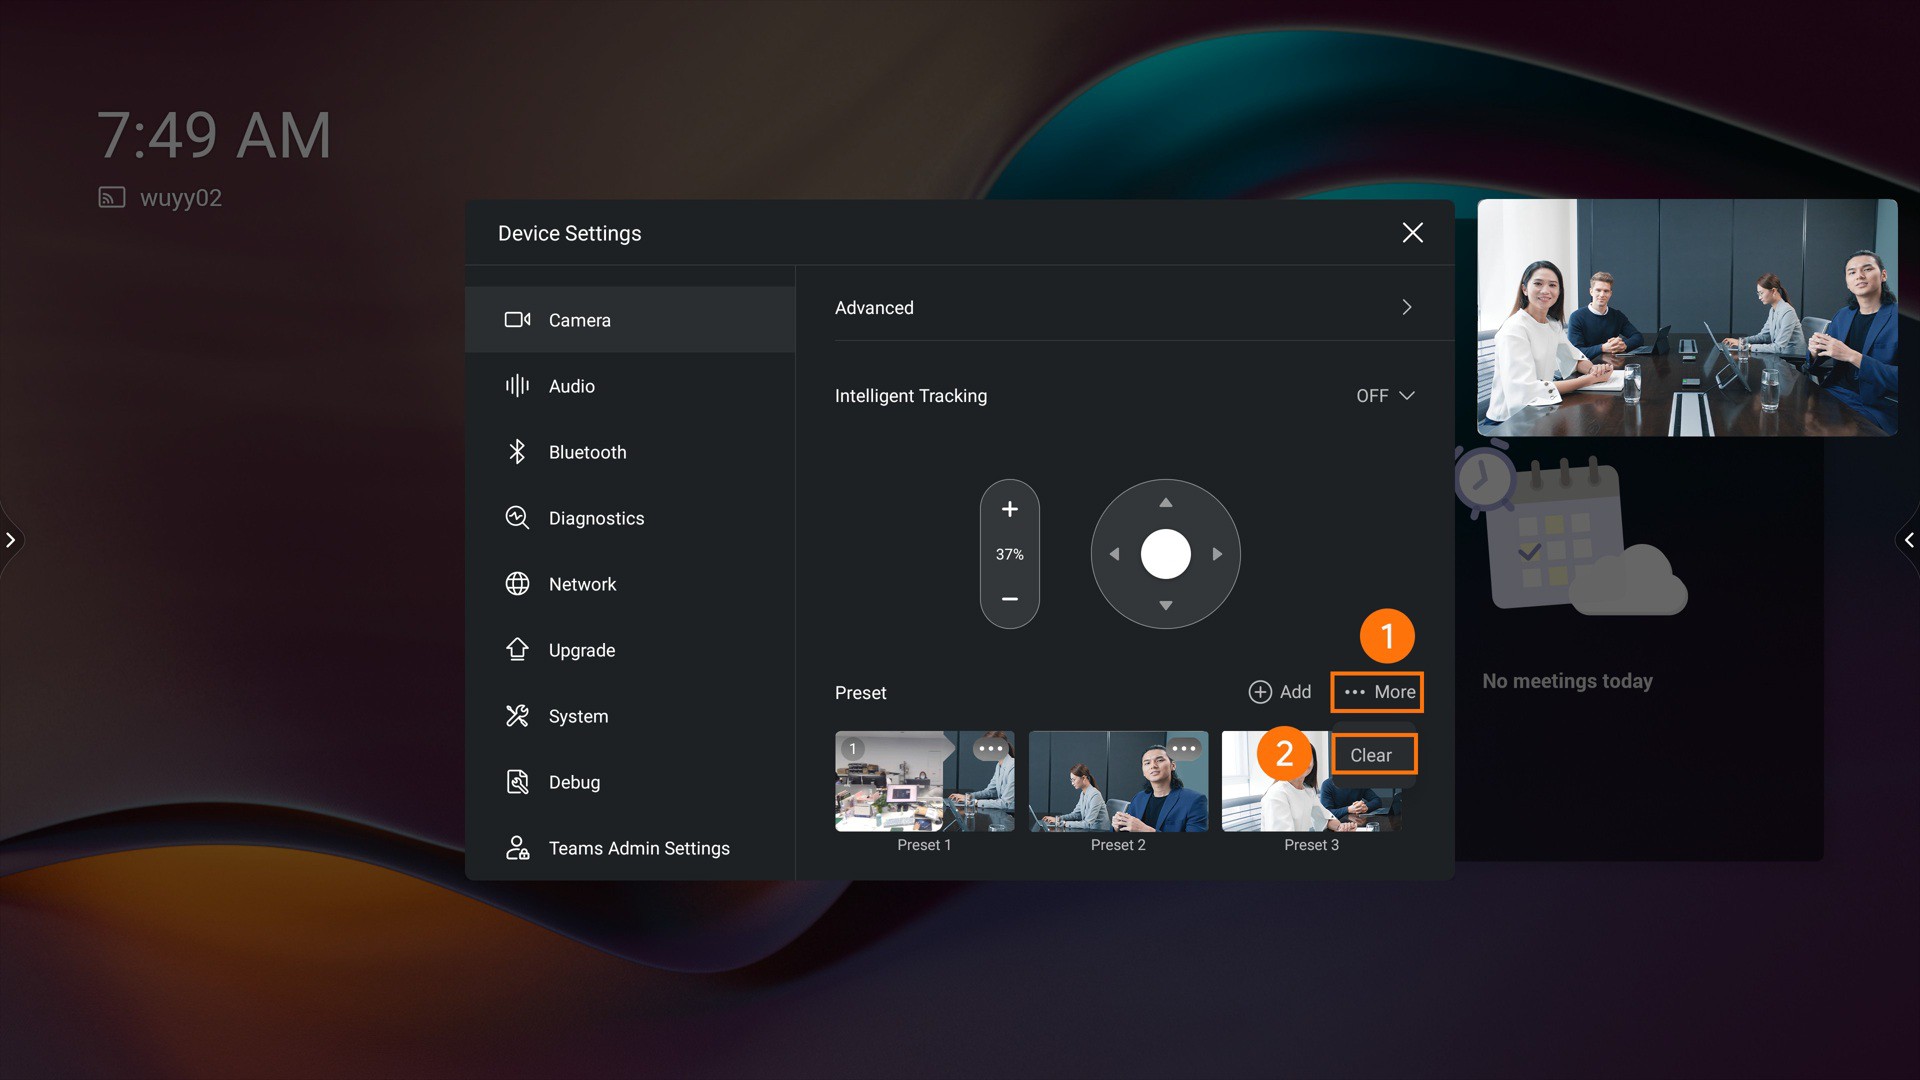 7:49 AM
wuyy02
Device Settings
Camera
Audio
Bluetooth
Diagnostics
Network
Upgrade
System
Debug
Teams Admin Settings
Advanced
Intelligent Tracking
OFF
37%
1
Preset
Add
More
1
2
Clear
Preset 1
Preset 2
Preset 3
No meetings today